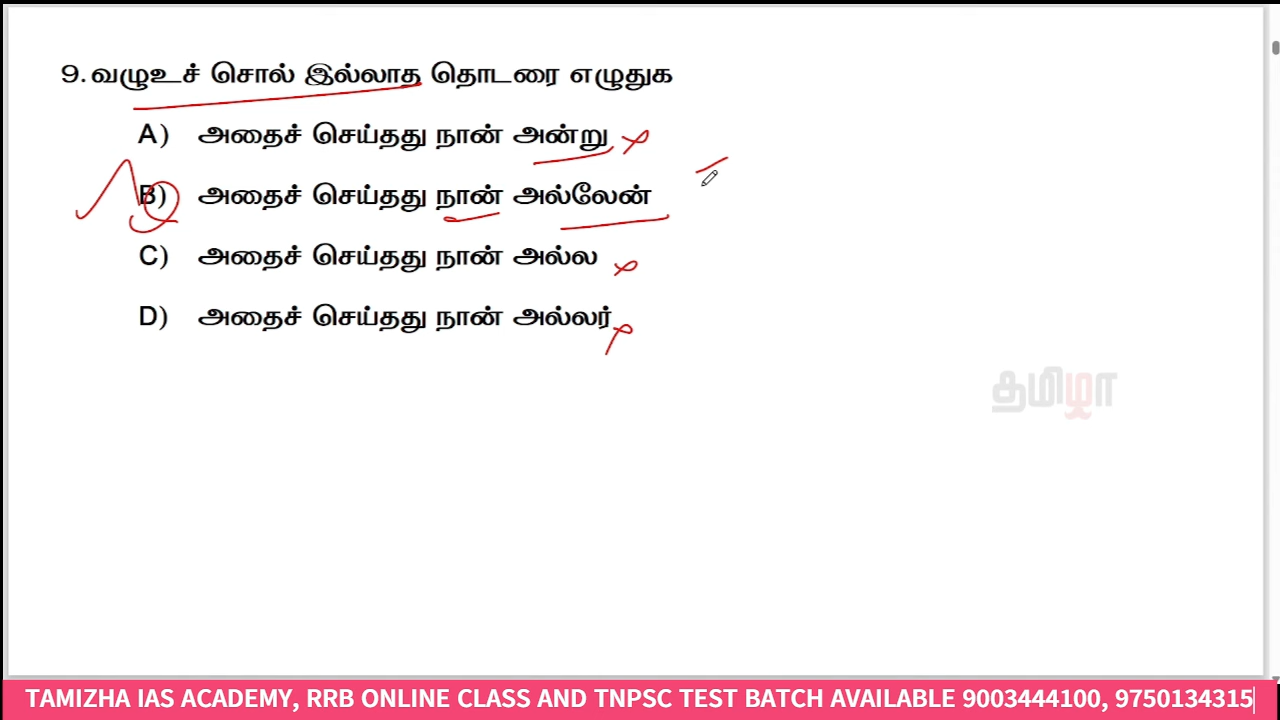 9. வழுஉச் சொல் இல்லாத தொடரை எழுதுக
A) அதைச் செய்தது நான் அன்று
B) அதைச் செய்தது நான் அல்லேன்
C) அதைச் செய்தது நான் அல்ல
D) அதைச் செய்தது நான் அல்லர்
தமிழா
TAMIZHA IAS ACADEMY, RRB ONLINE CLASS AND TNPSC TEST BATCH AVAILABLE 9003444100, 9750134315